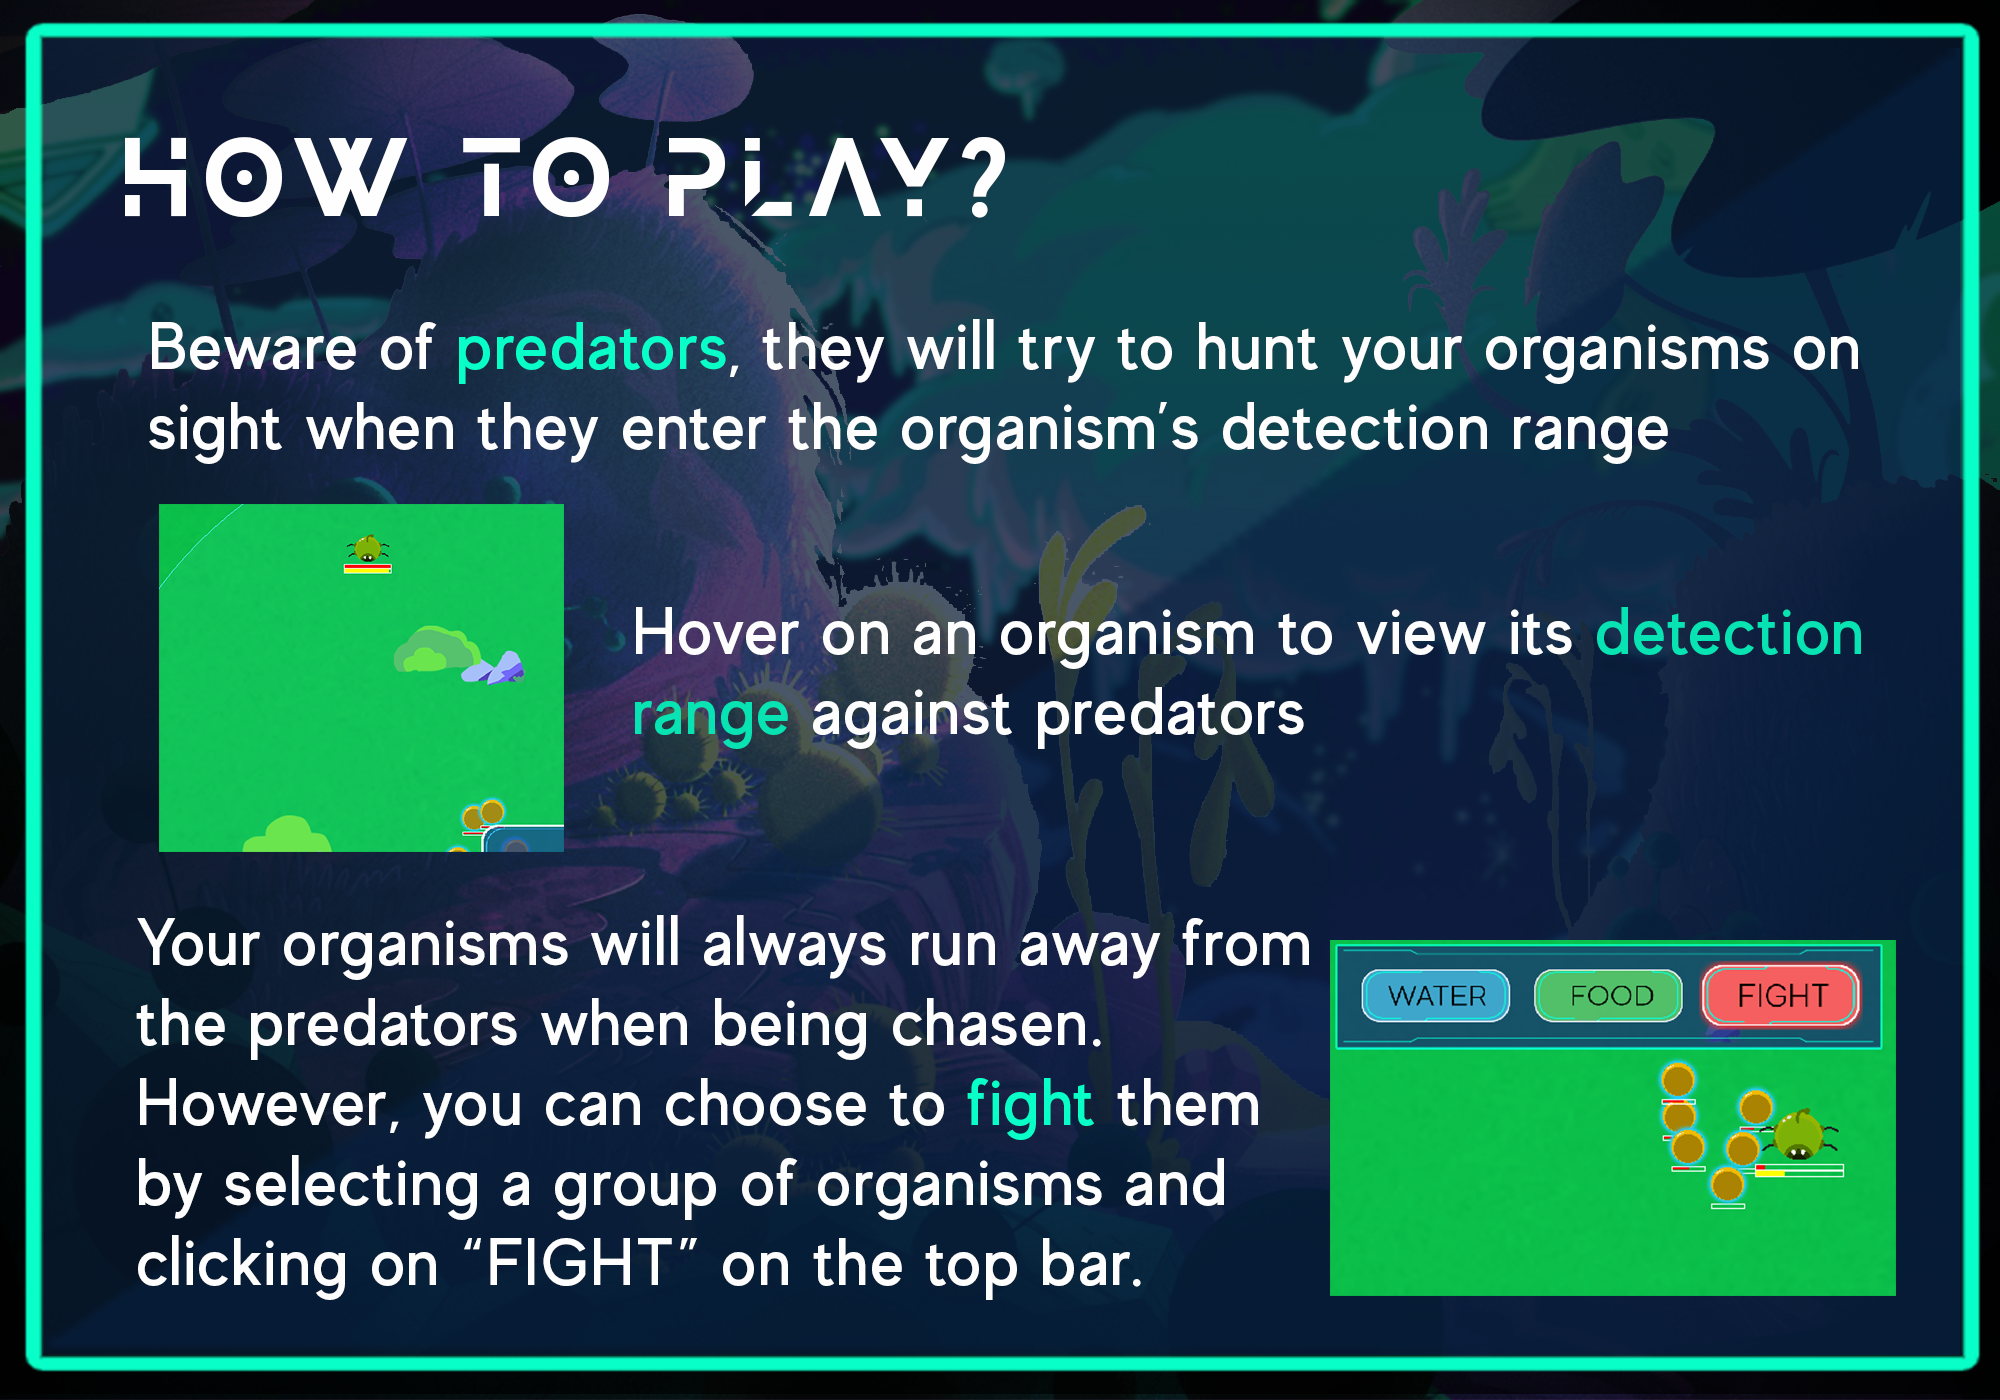 HOW TO PLAY?
Beware of predators, they will try to hunt your organisms on
sight when they enter the organism's detection range
Hover on an organism to view its detection
range against predators
Your organisms will always run away from
the predators when being chasen.
However, you can choose to fight them
by selecting a group of organisms and
clicking on “FIGHT” on the top bar.
WATER FOOD FIGHT